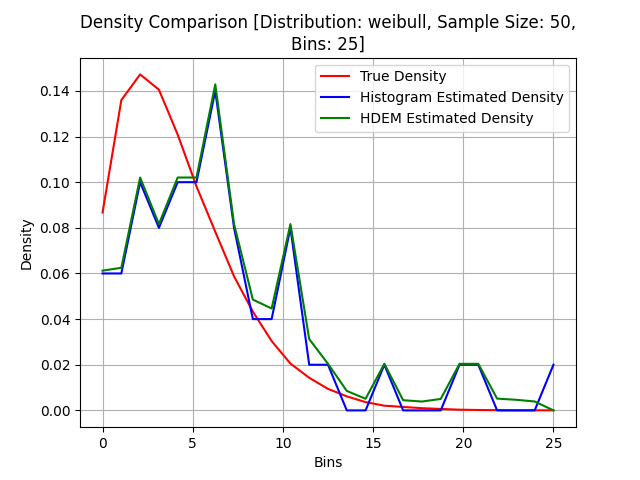 Density Comparison [Distribution: weibull, Sample Size: 50,
Bins: 25]
True Density
Histogram Estimated Density
HDEM Estimated Density
Density
0.14
0.12
0.10
0.08
0.06
0.04
0.02
0.00
0 5 10 15 20 25
Bins